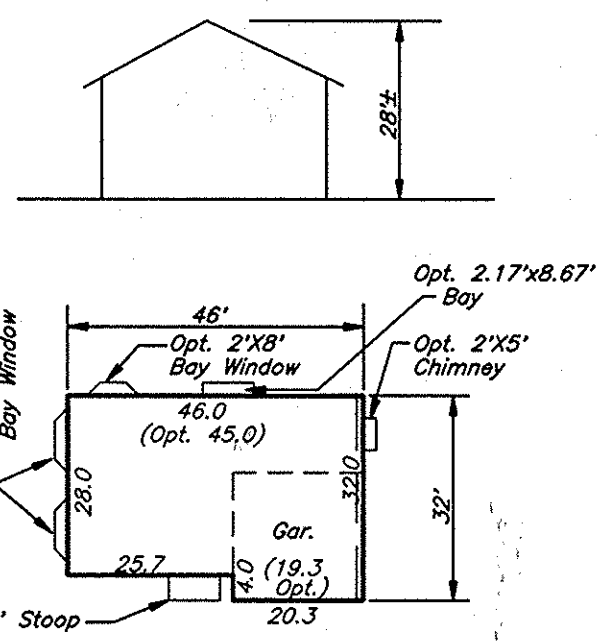 28'±
Opt. 2.17'x8.67'
Bay
46'
Opt. 2'X8'
Bay Window
Opt. 2'X5'
Chimney
Bay Window
46.0
(Opt. 45.0)
28.0
32.0
32'
Gar.
(19.3
Opt.)
25.7
4.0
' Stoop
20.3